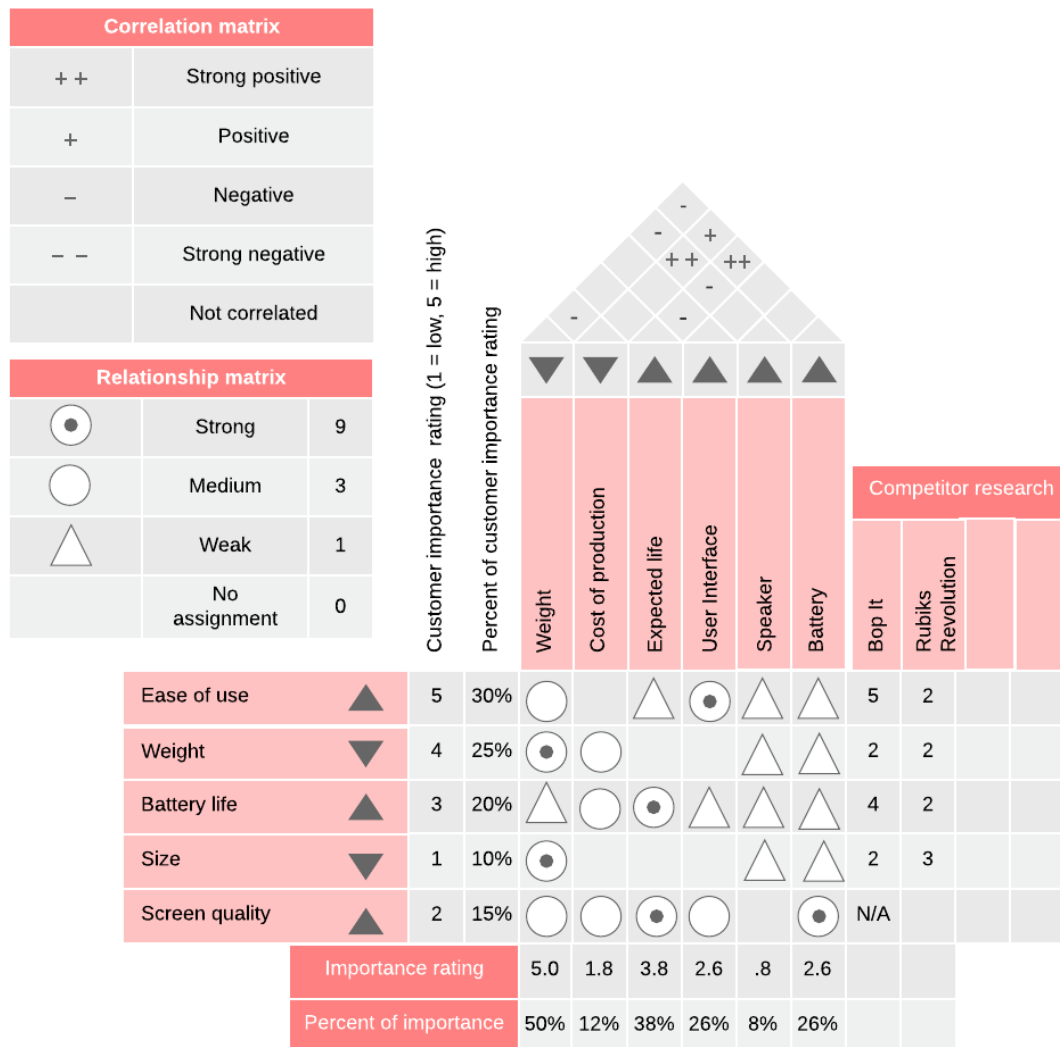 Correlation matrix
+ + Strong positive
+ Positive
– Negative
– – Strong negative
Not correlated
Relationship matrix
Strong 9
Medium 3
Weak 1
No
assignment 0
Customer importance rating (1 = low, 5 = high)
Percent of customer importance rating
-
- +
+ + ++
-
- -
Weight
Cost of production
Expected life
User Interface
Speaker
Battery
Competitor research
Bop It
Rubiks
Revolution
Ease of use 5 30% 5 2
Weight 4 25% 2 2
Battery life 3 20% 4 2
Size 1 10% 2 3
Screen quality 2 15% N/A
Importance rating 5.0 1.8 3.8 2.6 .8 2.6
Percent of importance 50% 12% 38% 26% 8% 26%